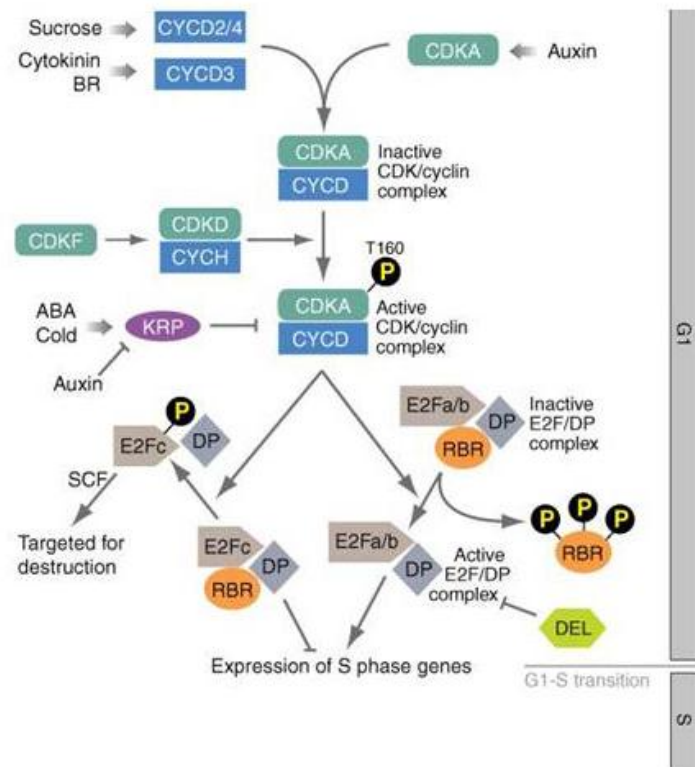 Sucrose
CYCD2/4
CDKA
Auxin
Cytokinin
BR
CYCD3
CDKA
CYCD
Inactive
CDK/cyclin
complex
CDKF
CDKD
CYCH
T160
P
CDKA
CYCD
Active
CDK/cyclin
complex
ABA
Cold
KRP
Auxin
P
E2Fc
DP
SCF
Targeted for
destruction
E2Fa/b
DP
RBR
Inactive
E2F/DP
complex
P
P
P
RBR
E2Fc
DP
RBR
E2Fa/b
DP
Active
E2F/DP
complex
DEL
Expression of S phase genes
G1-S transition
G1
S